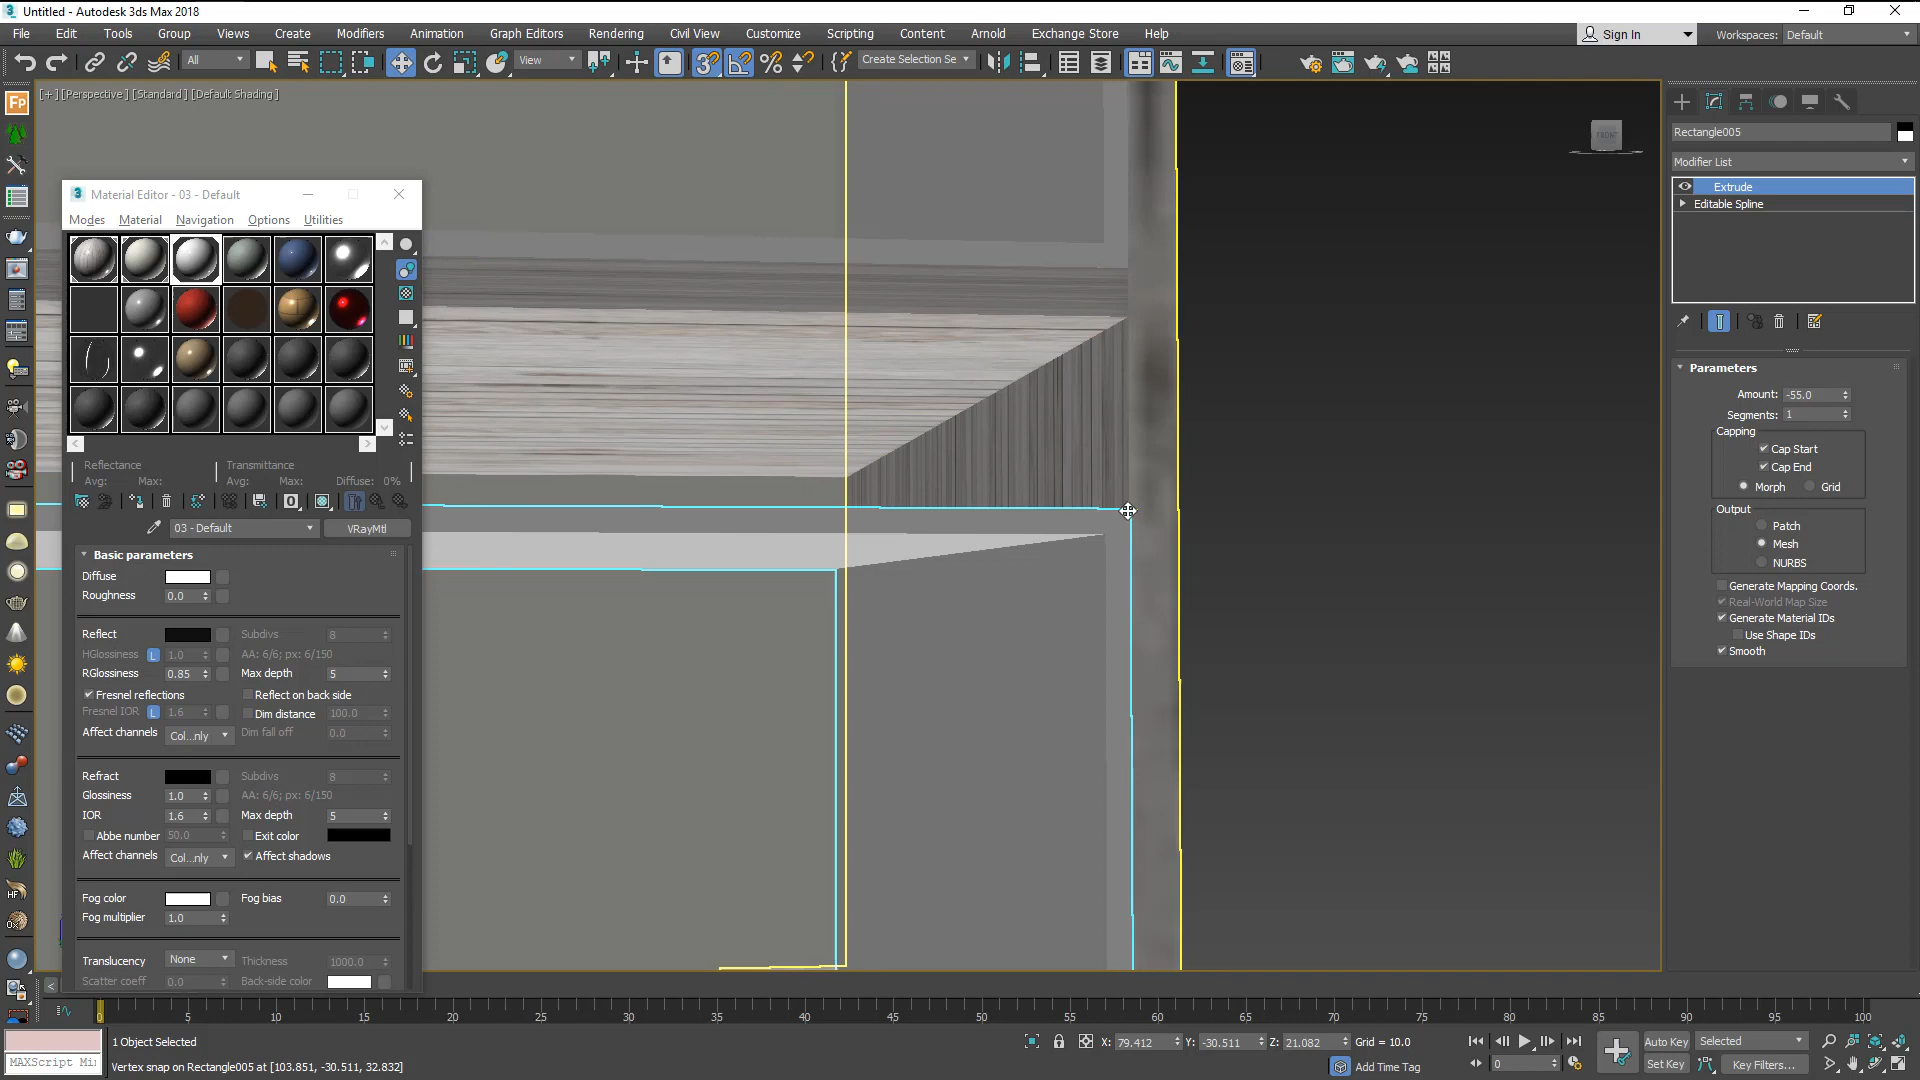 3 Untitled - Autodesk 3ds Max 2018
File Edit Tools Group Views Create Modifiers Animation Graph Editors Rendering Civil View Customize Scripting Content Arnold Exchange Store Help Sign In Workspaces: Default
All View Create Selection Se
[+] [Perspective] [Standard] [Default Shading]
FRONT
Rectangle005
Modifier List
Extrude
Editable Spline
3 Material Editor - 03 - Default
Modes Material Navigation Options Utilities
Reflectance Transmittance
Avg: Max: Avg: Max: Diffuse: 0%
03 - Default VRayMtl
Basic parameters
Diffuse
Roughness 0.0
Reflect Subdivs 8
HGlossiness L 1.0 AA: 6/6; px: 6/150
RGlossiness 0.85 Max depth 5
Fresnel reflections Reflect on back side
Fresnel IOR L 1.6 Dim distance 100.0
Affect channels Col...nly Dim fall off 0.0
Refract Subdivs 8
Glossiness 1.0 AA: 6/6; px: 6/150
IOR 1.6 Max depth 5
Abbe number 50.0 Exit color
Affect channels Col...nly Affect shadows
Fog color Fog bias 0.0
Fog multiplier 1.0
Translucency None Thickness 1000.0
Scatter coeff 0.0 Back-side color
Parameters
Amount: -55.0
Segments: 1
Capping
Cap Start
Cap End
Morph Grid
Output
Patch
Mesh
NURBS
Generate Mapping Coords.
Real-World Map Size
Generate Material IDs
Use Shape IDs
Smooth
0 5 10 15 20 25 30 35 40 45 50 55 60 65 70 75 80 85 90 95 100
1 Object Selected X: 79.412 Y: -30.511 Z: 21.082 Grid = 10.0 Auto Key Selected
MAXScript Mi Vertex snap on Rectangle005 at [103.851, -30.511, 32.832] Add Time Tag 0 Set Key Key Filters...